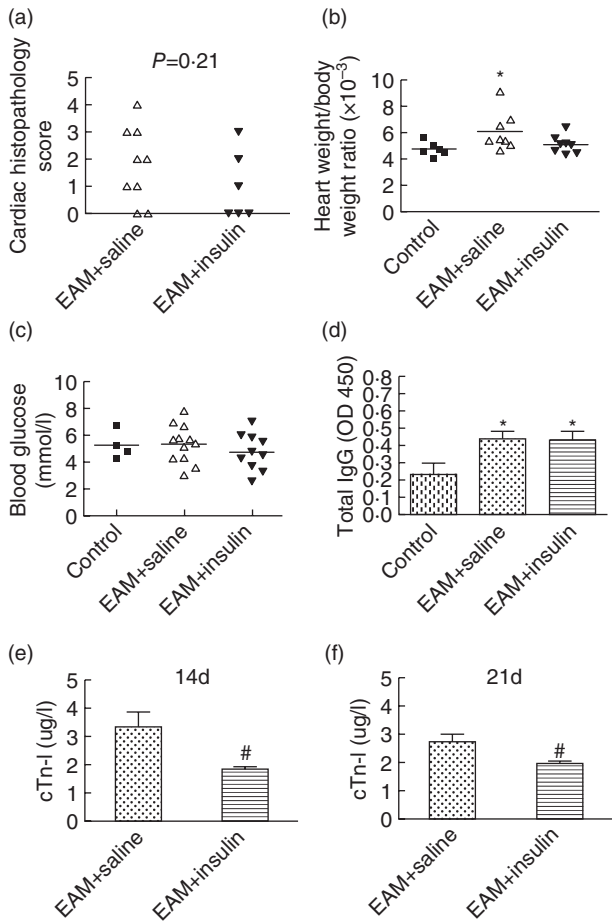 (a)
P=0·21
Cardiac histopathology
score
5
4
3
2
1
0
EAM+saline
EAM+insulin
(b)
*
Heart weight/body
weight ratio (×10−3)
10
8
6
4
2
0
Control
EAM+saline
EAM+insulin
(c)
Blood glucose
(mmol/l)
10
8
6
4
2
0
Control
EAM+saline
EAM+insulin
(d)
Total IgG (OD 450)
0·8
0·7
0·6
0·5
0·4
0·3
0·2
0·1
0·0
* *
Control
EAM+saline
EAM+insulin
(e)
14d
cTn-I (ug/l)
5
4
3
2
1
0
#
EAM+saline
EAM+insulin
(f)
21d
cTn-I (ug/l)
5
4
3
2
1
0
#
EAM+saline
EAM+insulin